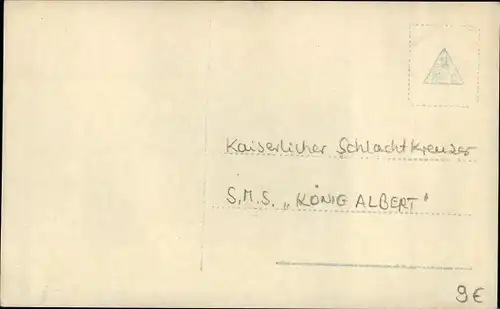 Kaiserlicher Schlachtkreuzer
S.M.S. „KÖNIG ALBERT"
9€